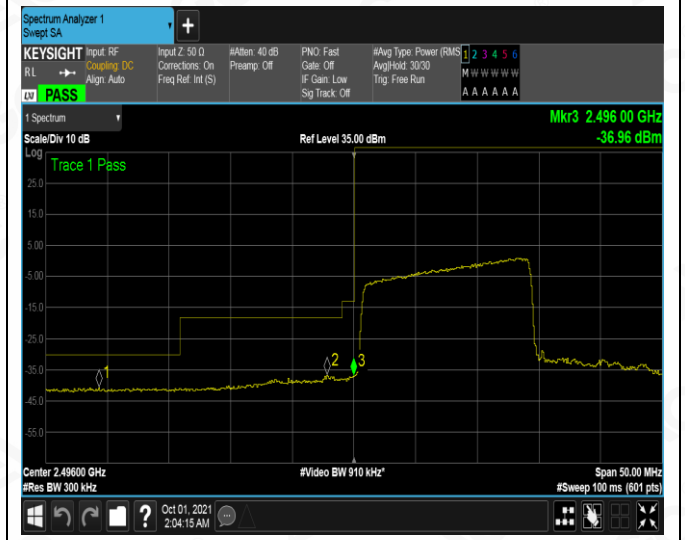 Spectrum Analyzer 1
Swept SA
+
KEYSIGHT
RL
LXI PASS
Input: RF
Coupling: DC
Align: Auto
Input Z: 50 Ω
Corrections: On
Freq Ref: Int (S)
#Atten: 40 dB
Preamp: Off
PNO: Fast
Gate: Off
IF Gain: Low
Sig Track: Off
#Avg Type: Power (RMS
Avg|Hold: 30/30
Trig: Free Run
1 2 3 4 5 6
M W W W W W
A A A A A A
1 Spectrum
Scale/Div 10 dB
Ref Level 35.00 dBm
Mkr3 2.496 00 GHz
-36.96 dBm
Log
Trace 1 Pass
25.0
15.0
5.00
-5.00
-15.0
-25.0
-35.0
-45.0
-55.0
1
2
3
Center 2.49600 GHz
#Res BW 300 kHz
#Video BW 910 kHz*
Span 50.00 MHz
#Sweep 100 ms (601 pts)
?
Oct 01, 2021
2:04:15 AM